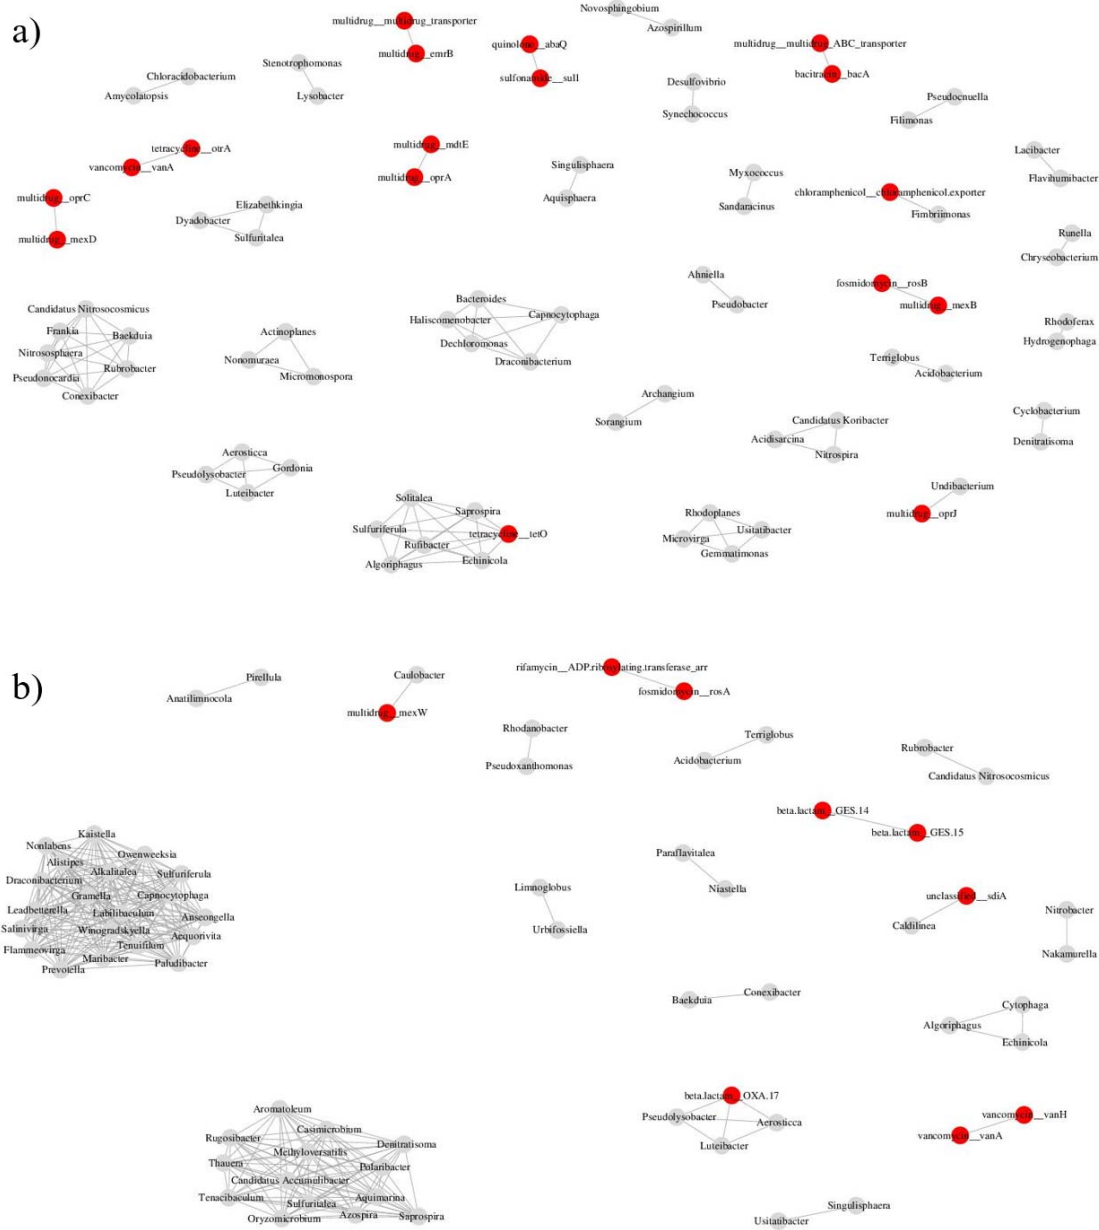 a)
multidrug__multidrug_transporter
multidrug__emrB
quinolone__abaQ
sulfonamide__sulI
Novosphingobium
Azospirillum
multidrug__multidrug_ABC_transporter
bacitracin__bacA
Stenotrophomonas
Lysobacter
Chloracidobacterium
Amycolatopsis
Desulfovibrio
Synechococcus
Pseudocnuella
Filimonas
tetracycline__otrA
vancomycin__vanA
multidrug__mdtE
multidrug__oprA
Singulisphaera
Aquisphaera
Myxococcus
Sandaracinus
Lacibacter
Flavihumibacter
chloramphenicol__chloramphenicol.exporter
Fimbriimonas
multidrug__oprC
multidrug__mexD
Elizabethkingia
Dyadobacter
Sulfuritalea
Runella
Chryseobacterium
Ahniella
Pseudobacter
fosmidomycin__rosB
multidrug__mexB
Candidatus Nitrosocosmicus
Frankia
Baekduia
Nitrososphaera
Rubrobacter
Pseudonocardia
Conexibacter
Actinoplanes
Nonomuraea
Micromonospora
Bacteroides
Haliscomenobacter
Capnocytophaga
Dechloromonas
Draconibacterium
Rhodoferax
Hydrogenophaga
Terriglobus
Acidobacterium
Archangium
Sorangium
Candidatus Koribacter
Acidisarcina
Nitrospira
Cyclobacterium
Denitratisoma
Aerosticca
Pseudolysobacter
Gordonia
Luteibacter
Solitalea
Saprospira
Sulfuriferula
tetracycline__tetO
Rufibacter
Algoriphagus
Echinicola
Rhodoplanes
Usitatibacter
Microvirga
Gemmatimonas
Undibacterium
multidrug__oprJ
b)
Pirellula
Anatilimnocola
Caulobacter
multidrug__mexW
rifamycin__ADP.ribosylating.transferase_arr
fosmidomycin__rosA
Rhodanobacter
Pseudoxanthomonas
Terriglobus
Acidobacterium
Rubrobacter
Candidatus Nitrosocosmicus
beta.lactam__GES.14
beta.lactam__GES.15
Kaistella
Nonlabens
Owenweeksia
Alistipes
Alkalitalea
Sulfuriferula
Draconibacterium
Gramella
Capnocytophaga
Leadbetterella
Labilibaculum
Anseongella
Salinivirga
Winogradskyella
Acquorivita
Tenuifilum
Flammeovirga
Maribacter
Paludibacter
Prevotella
Paraflavitalea
Niastella
Limnoglobus
Urbifossiella
unclassified__sdiA
Caldilinea
Nitrobacter
Nakamurella
Baekduia
Conexibacter
Cytophaga
Algoriphagus
Echinicola
beta.lactam__OXA.17
Pseudolysobacter
Aerosticca
Luteibacter
vancomycin__vanH
vancomycin__vanA
Aromatoleum
Casimicrobium
Rugosibacter
Denitratisoma
Methyloversatilis
Thauera
Polaribacter
Candidatus Accumulibacter
Tenacibaculum
Aquimarina
Sulfuritalea
Azospira
Oryzomicrobium
Saprospira
Singulisphaera
Usitatibacter